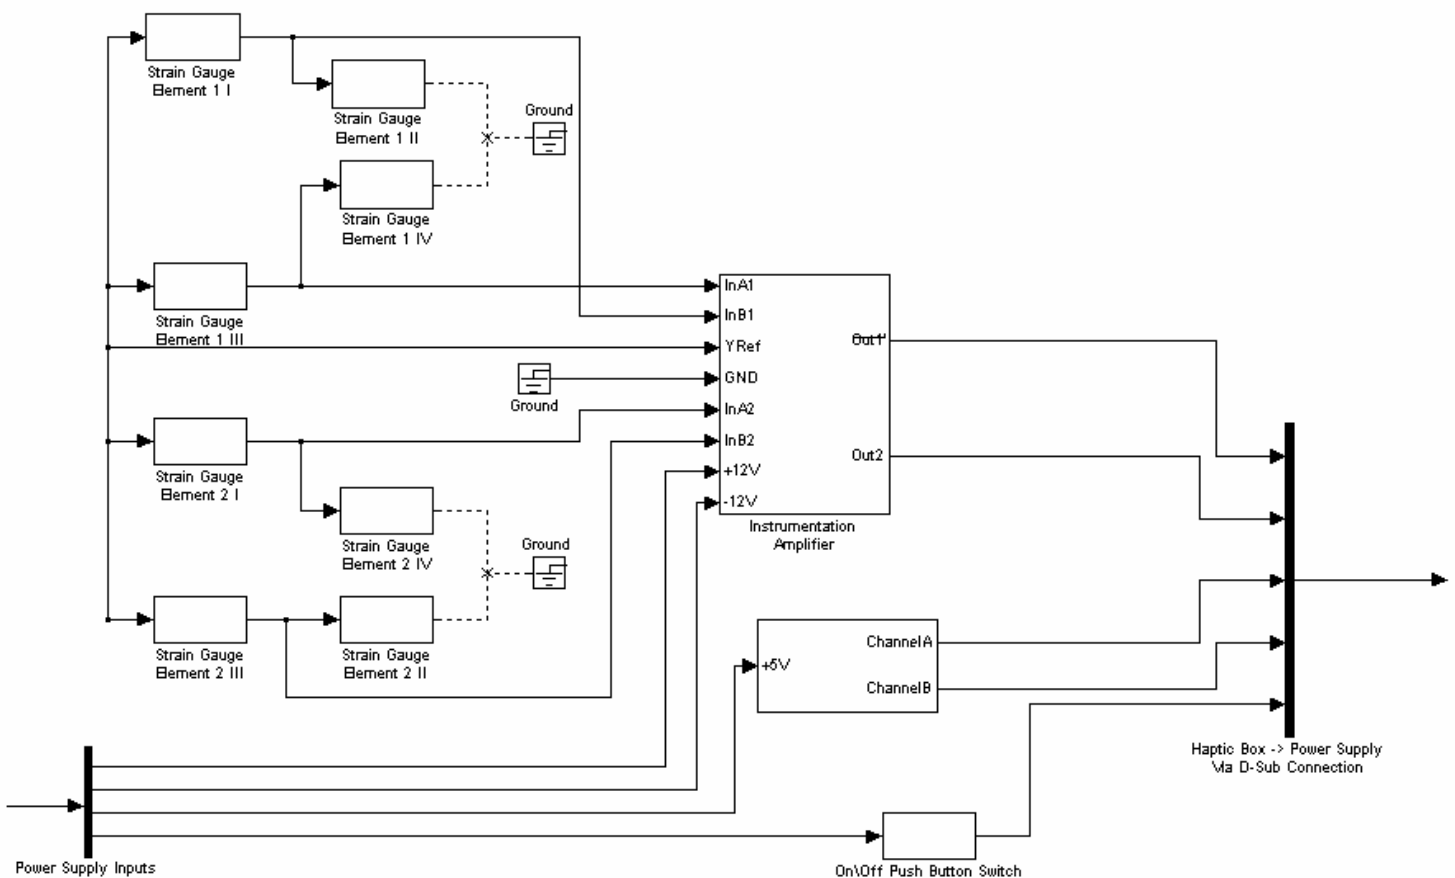 Strain Gauge
Element 1 I
Strain Gauge
Element 1 II
Ground
Strain Gauge
Element 1 IV
Strain Gauge
Element 1 III
InA1
InB1
YRef
GND
InA2
InB2
+12V
-12V
Out1
Out2
Instrumentation
Amplifier
Ground
Strain Gauge
Element 2 I
Strain Gauge
Element 2 IV
Ground
Strain Gauge
Element 2 III
Strain Gauge
Element 2 II
+5V
ChannelA
ChannelB
Haptic Box -> Power Supply
Via D-Sub Connection
Power Supply Inputs
On\Off Push Button Switch